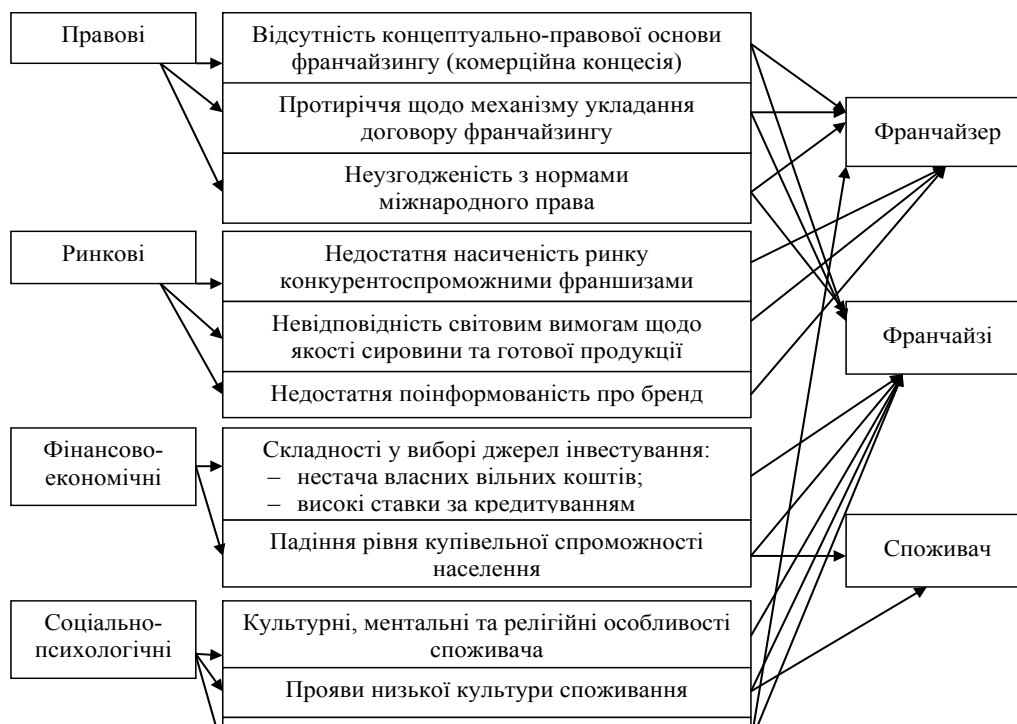 Правові
Відсутність концептуально-правової основи
франчайзингу (комерційна концесія)
Протиріччя щодо механізму укладання
договору франчайзингу
Неузгодженість з нормами
міжнародного права
Франчайзер
Ринкові
Недостатня насиченість ринку
конкурентоспроможними франшизами
Невідповідність світовим вимогам щодо
якості сировини та готової продукції
Недостатня поінформованість про бренд
Франчайзі
Фінансово-
економічні
Складності у виборі джерел інвестування:
– нестача власних вільних коштів;
– високі ставки за кредитуванням
Падіння рівня купівельної спроможності
населення
Споживач
Соціально-
психологічні
Культурні, ментальні та релігійні особливості
споживача
Прояви низької культури споживання